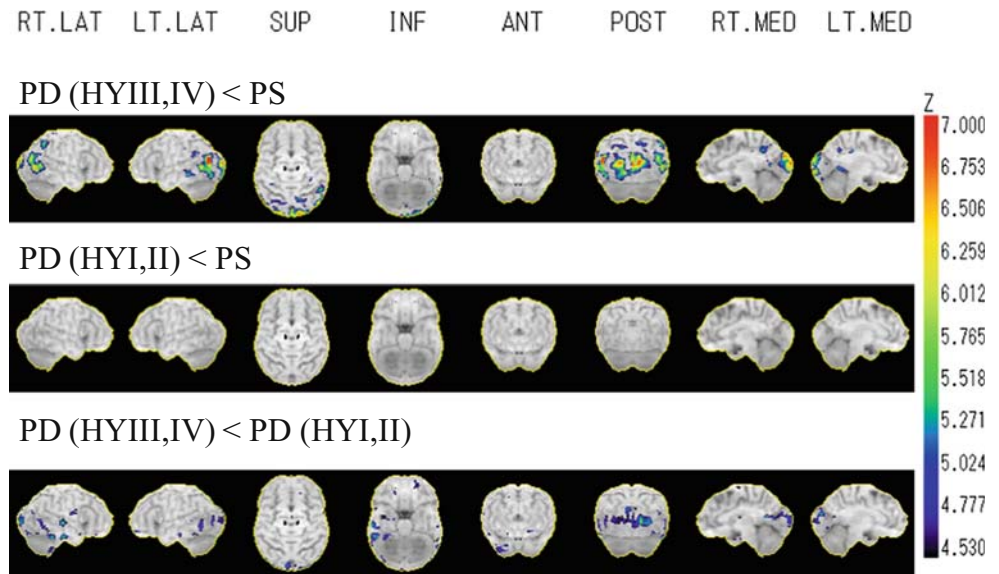 RT.LAT LT.LAT SUP INF ANT POST RT.MED LT.MED
PD (HYIII,IV) < PS
Z
7.000
6.753
6.506
6.259
6.012
5.765
5.518
5.271
5.024
4.777
4.530
PD (HYI,II) < PS
PD (HYIII,IV) < PD (HYI,II)